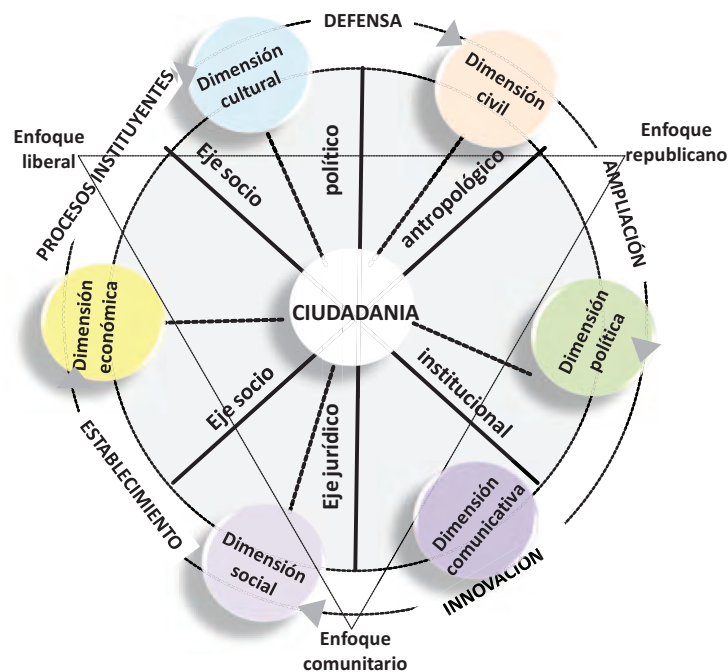 DEFENSA
Dimensión
cultural
Dimensión
civil
PROCESOS INSTITUYENTES
Enfoque
liberal
Enfoque
republicano
Eje socio
político
antropológico
AMPLIACIÓN
CIUDADANIA
Dimensión
económica
Dimensión
política
Eje socio
Eje jurídico
institucional
ESTABLECIMIENTO
Dimensión
social
Dimensión
comunicativa
INNOVACIÓN
Enfoque
comunitario